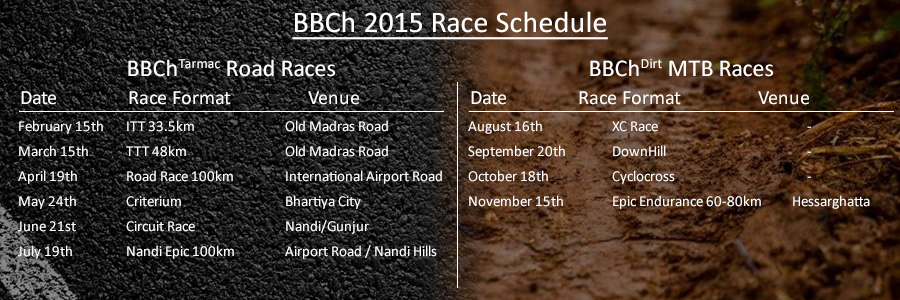 BBCh 2015 Race Schedule
BBChTarmac Road Races
Date Race Format Venue
February 15th ITT 33.5km Old Madras Road
March 15th TTT 48km Old Madras Road
April 19th Road Race 100km International Airport Road
May 24th Criterium Bhartiya City
June 21st Circuit Race Nandi/Gunjur
July 19th Nandi Epic 100km Airport Road / Nandi Hills
BBChDirt MTB Races
Date Race Format Venue
August 16th XC Race -
September 20th DownHill -
October 18th Cyclocross -
November 15th Epic Endurance 60-80km Hessarghatta